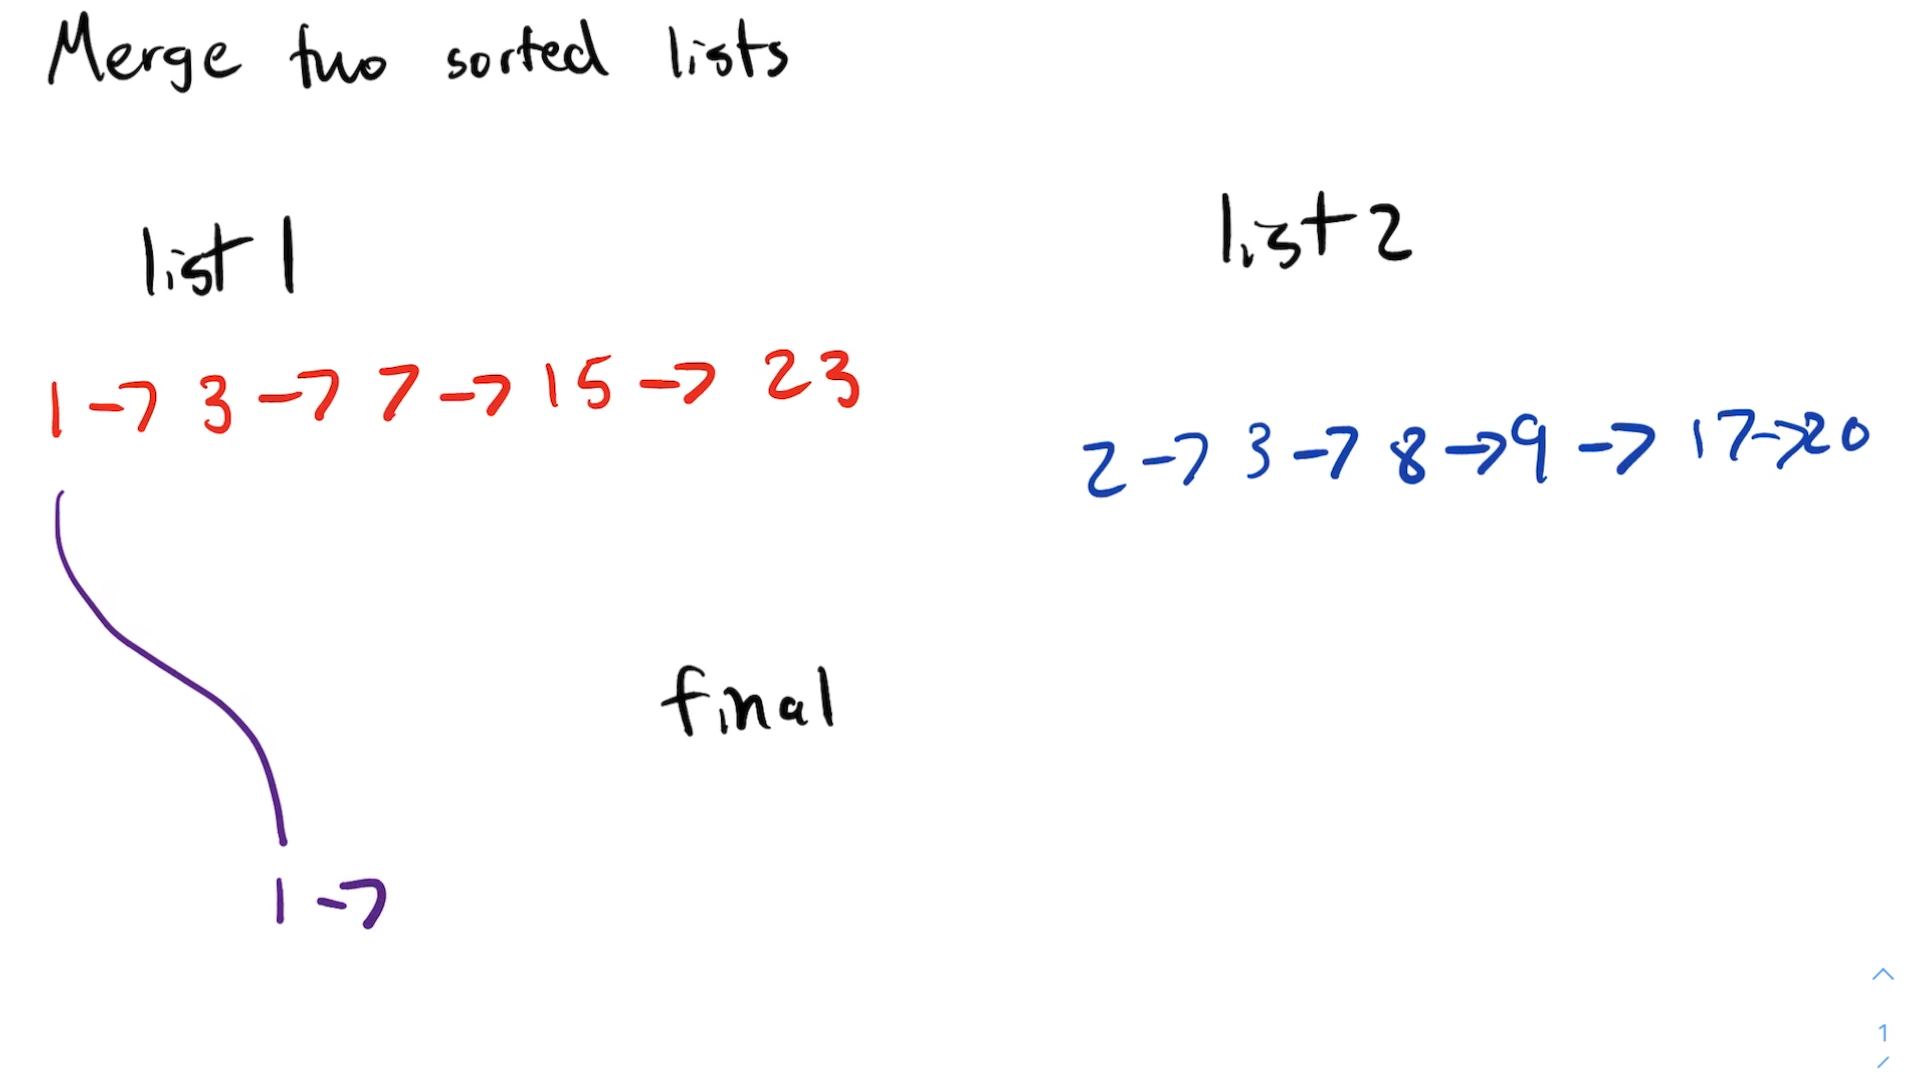 Merge two sorted lists
list 1
list 2
1 -> 3 -> 7 -> 15 -> 23
2 -> 3 -> 8 -> 9 -> 17 -> 20
final
1 ->
1